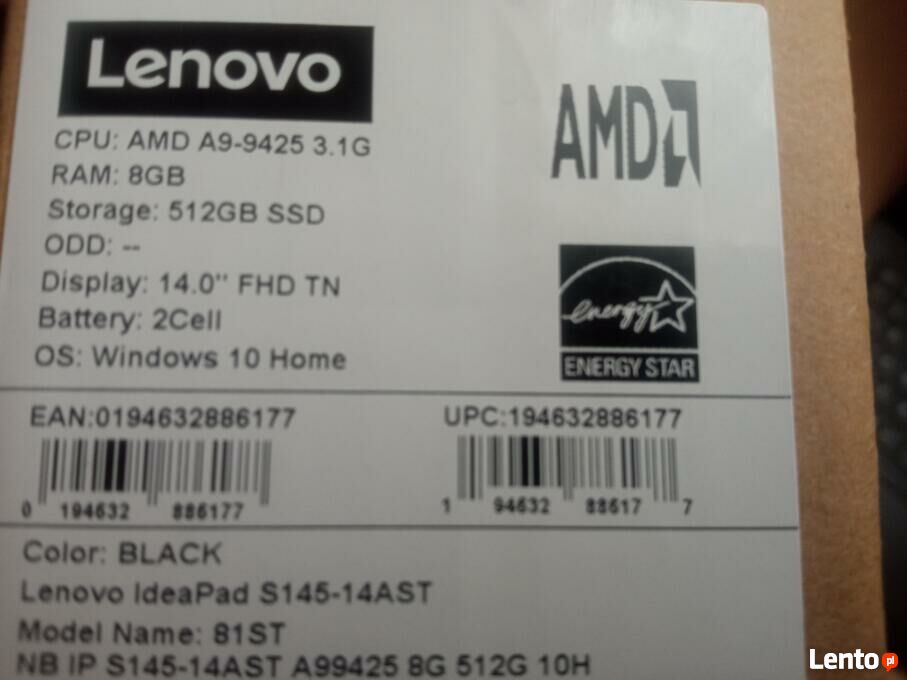 Lenovo
CPU: AMD A9-9425 3.1G
RAM: 8GB
Storage: 512GB SSD
ODD: --
Display: 14.0" FHD TN
Battery: 2Cell
OS: Windows 10 Home
AMD
energy
ENERGY STAR
EAN:0194632886177
UPC:194632886177
0 194632 886177
1 94632 88617 7
Color: BLACK
Lenovo IdeaPad S145-14AST
Model Name: 81ST
NB IP S145-14AST A99425 8G 512G 10H
Lento pl